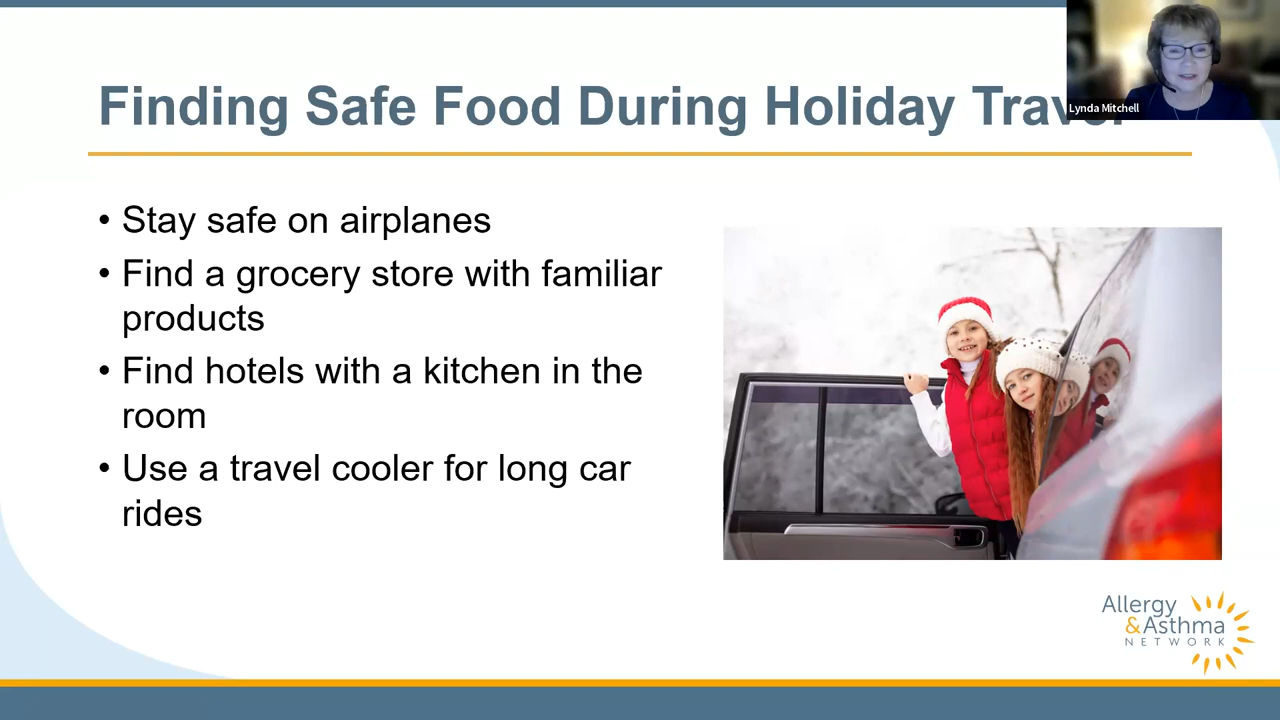 Finding Safe Food During Holiday Travel
Lynda Mitchell
• Stay safe on airplanes
• Find a grocery store with familiar
products
• Find hotels with a kitchen in the
room
• Use a travel cooler for long car
rides
Allergy
&Asthma
NETWORK